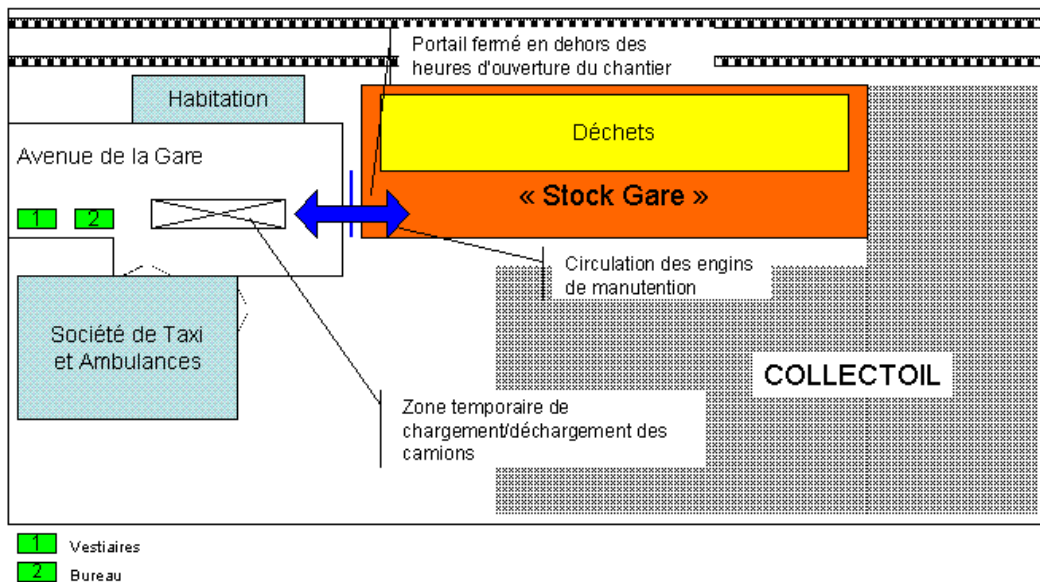 Portail fermé en dehors des
heures d'ouverture du chantier
Habitation
Déchets
Avenue de la Gare
« Stock Gare »
1
2
Circulation des engins
de manutention
Société de Taxi
et Ambulances
COLLECTOIL
Zone temporaire de
chargement/déchargement des
camions
1 Vestiaires
2 Bureau